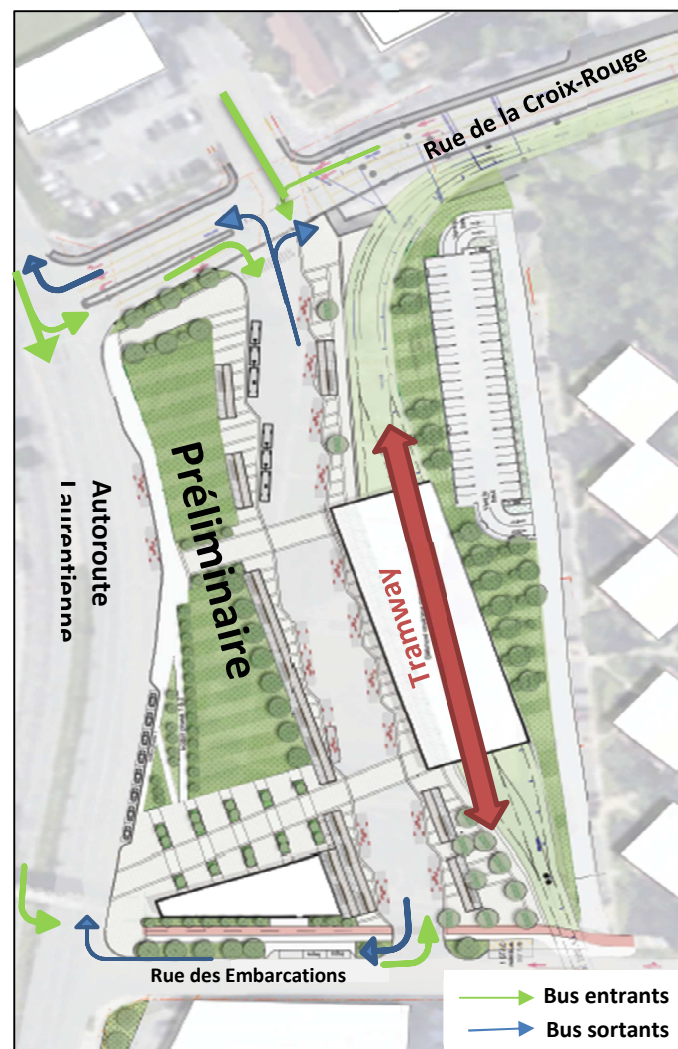 Rue de la Croix-Rouge
Préliminaire
Autoroute
Laurentienne
Tramway
Rue des Embarcations
Bus entrants
Bus sortants